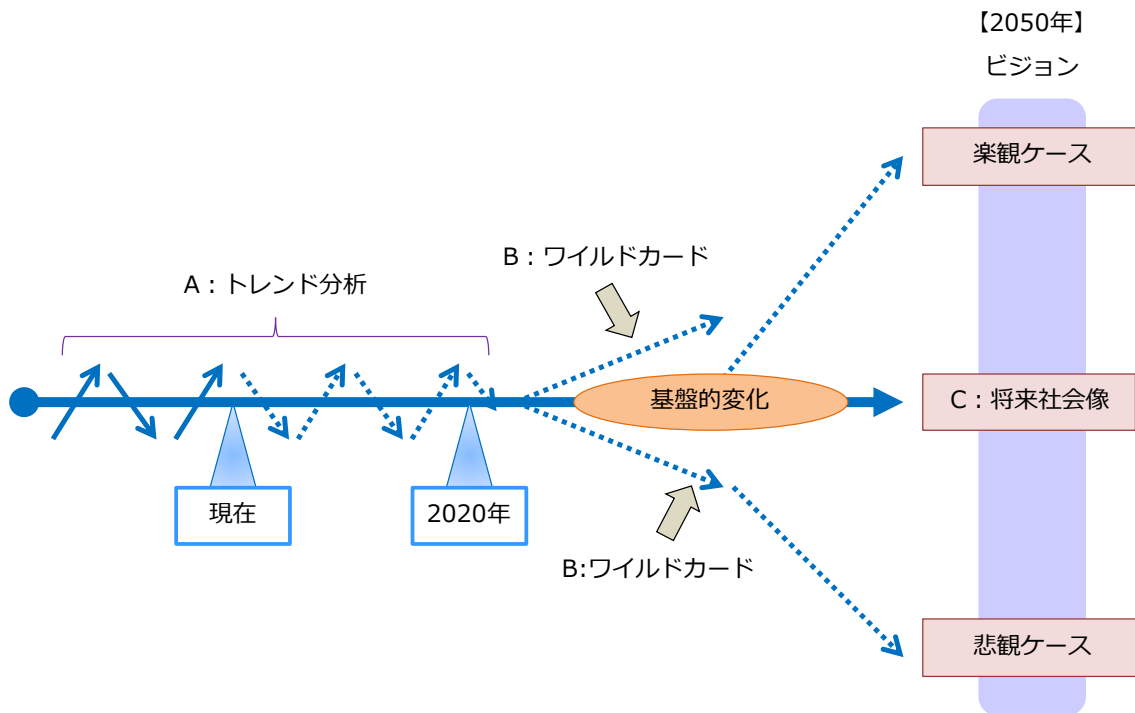 【2050年】
ビジョン
楽観ケース
B：ワイルドカード
A：トレンド分析
基盤的変化
C：将来社会像
現在
2020年
B:ワイルドカード
悲観ケース